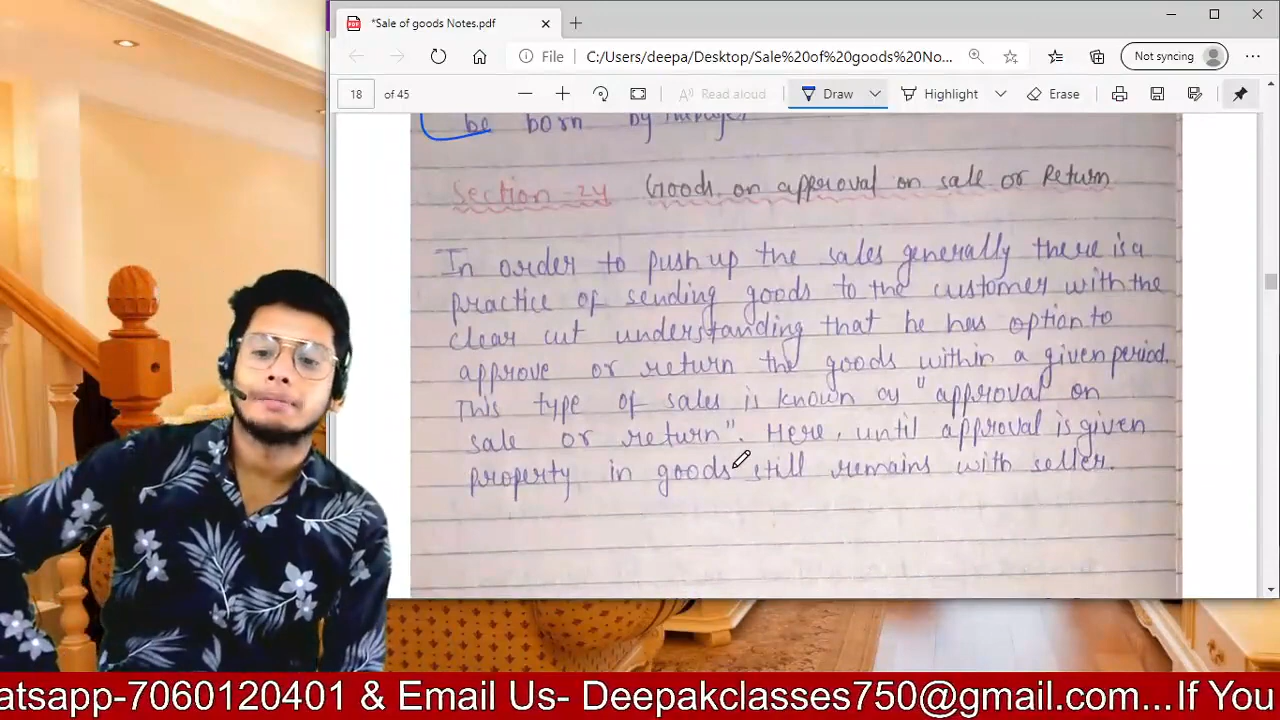 *Sale of goods Notes.pdf
File
C:/Users/deepa/Desktop/Sale%20of%20goods%20No...
Not syncing
18 of 45
Read aloud
Draw
Highlight
Erase
be born by
Section-24 Goods on approval on sale or Return
In order to push up the sales generally there is a
practice of sending goods to the customer with the
clear cut understanding that he has option to
approve or return the goods within a given period.
This type of sales is known as "approval on
sale or return". Here, until approval is given
property in goods still remains with seller.
atsapp-7060120401 & Email Us- Deepakclasses750@gmail.com...If You